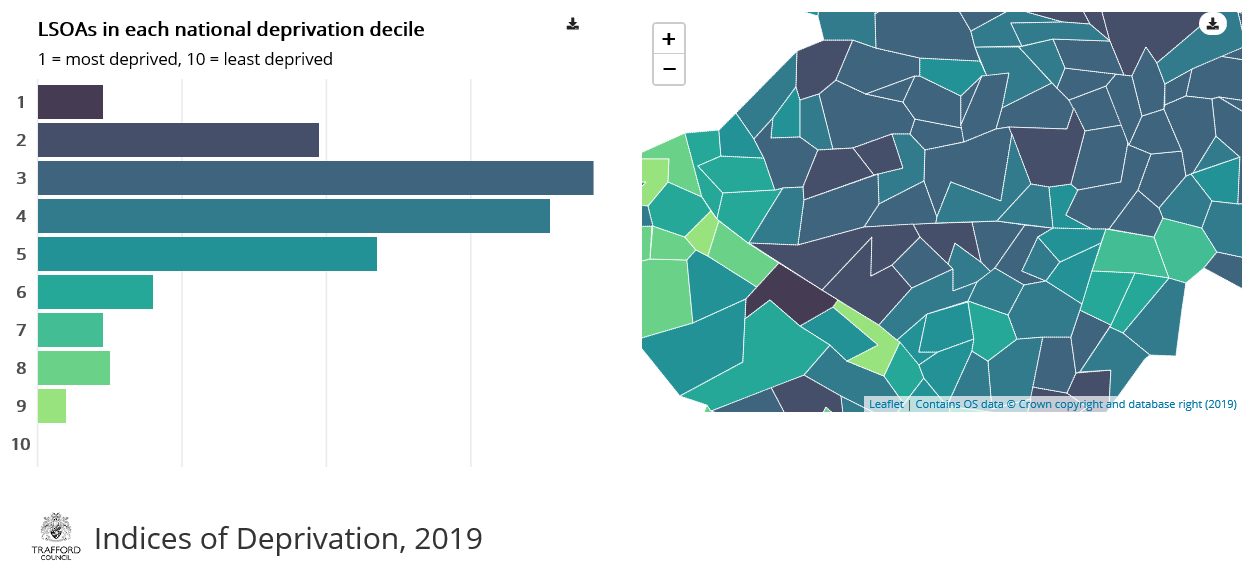 LSOAs in each national deprivation decile
1 = most deprived, 10 = least deprived
1
2
3
4
5
6
7
8
9
10
+
−
Leaflet | Contains OS data © Crown copyright and database right (2019)
TRAFFORD
COUNCIL
Indices of Deprivation, 2019